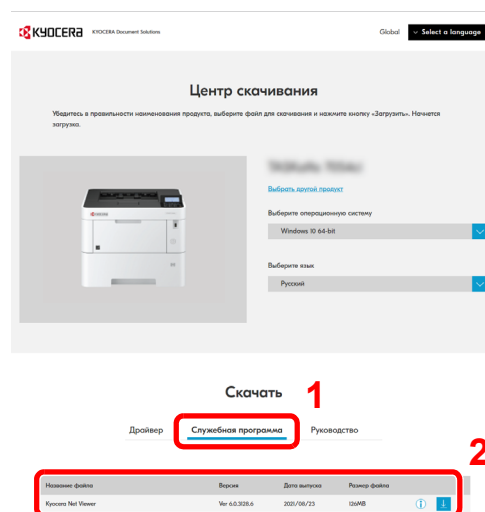 KYOCERA KYOCERA Document Solutions Global Select a language
Центр скачивания
Убедитесь в правильности наименования продукта, выберите файл для скачивания и нажмите кнопку «Загрузить». Начнется
загрузка.
Выбрать другой продукт
Выберите операционную систему
Windows 10 64-bit
Выберите язык
Русский
Скачать 1
Драйвер Служебная программа Руководство
2
Название файла Версия Дата выпуска Размер файла
Kyocera Net Viewer Ver 6.0.3128.6 2021/08/23 126MB